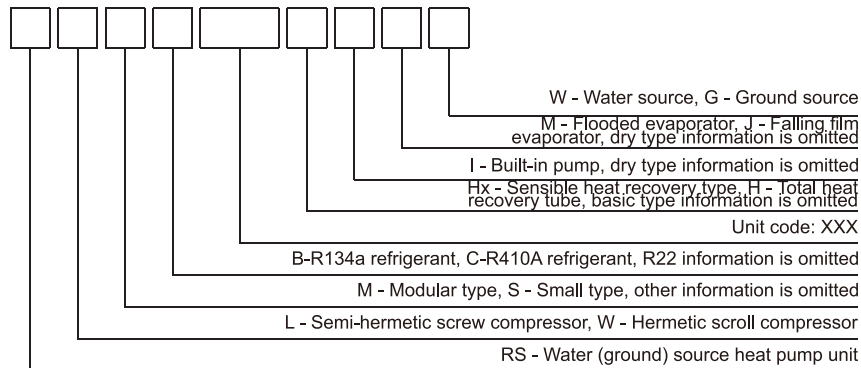 W - Water source, G - Ground source
M - Flooded evaporator, J - Falling film
evaporator, dry type information is omitted
I - Built-in pump, dry type information is omitted
Hx - Sensible heat recovery type, H - Total heat
recovery tube, basic type information is omitted
Unit code: XXX
B-R134a refrigerant, C-R410A refrigerant, R22 information is omitted
M - Modular type, S - Small type, other information is omitted
L - Semi-hermetic screw compressor, W - Hermetic scroll compressor
RS - Water (ground) source heat pump unit